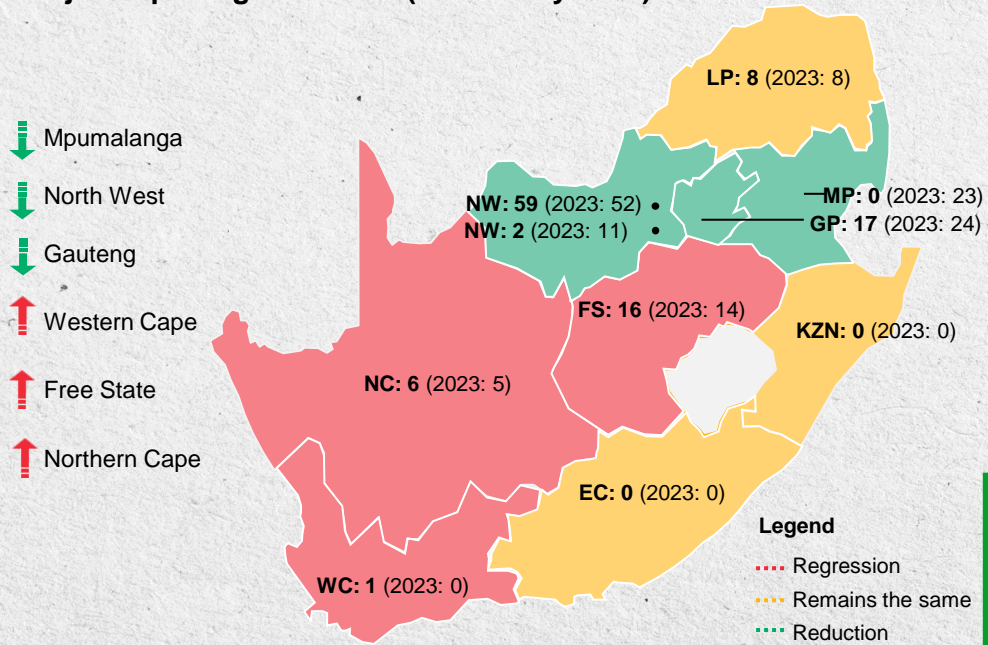 LP: 8 (2023: 8)
Mpumalanga
North West
Gauteng
Western Cape
Free State
Northern Cape
NW: 59 (2023: 52)
NW: 2 (2023: 11)
MP: 0 (2023: 23)
GP: 17 (2023: 24)
FS: 16 (2023: 14)
KZN: 0 (2023: 0)
NC: 6 (2023: 5)
EC: 0 (2023: 0)
WC: 1 (2023: 0)
Legend
Regression
Remains the same
Reduction